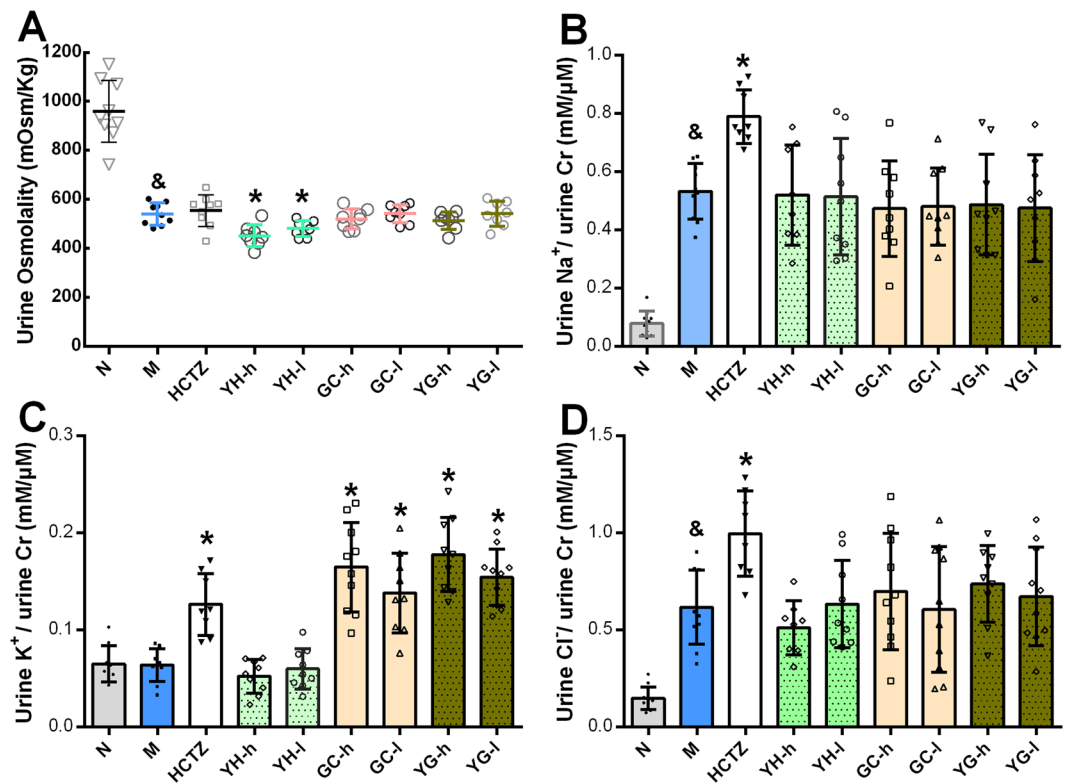 A
Urine Osmolality (mOsm/Kg)
1200
1000
800
600
400
200
0
&
*
*
N
M
HCTZ
YH-h
YH-l
GC-h
GC-l
YG-h
YG-l
B
Urine Na⁺/ urine Cr (mM/μM)
1.0
0.8
0.6
0.4
0.2
0.0
&
*
N
M
HCTZ
YH-h
YH-l
GC-h
GC-l
YG-h
YG-l
C
Urine K⁺/ urine Cr (mM/μM)
0.3
0.2
0.1
0.0
*
*
*
*
*
N
M
HCTZ
YH-h
YH-l
GC-h
GC-l
YG-h
YG-l
D
Urine Cl⁻/ urine Cr (mM/μM)
1.5
1.0
0.5
0.0
&
*
N
M
HCTZ
YH-h
YH-l
GC-h
GC-l
YG-h
YG-l